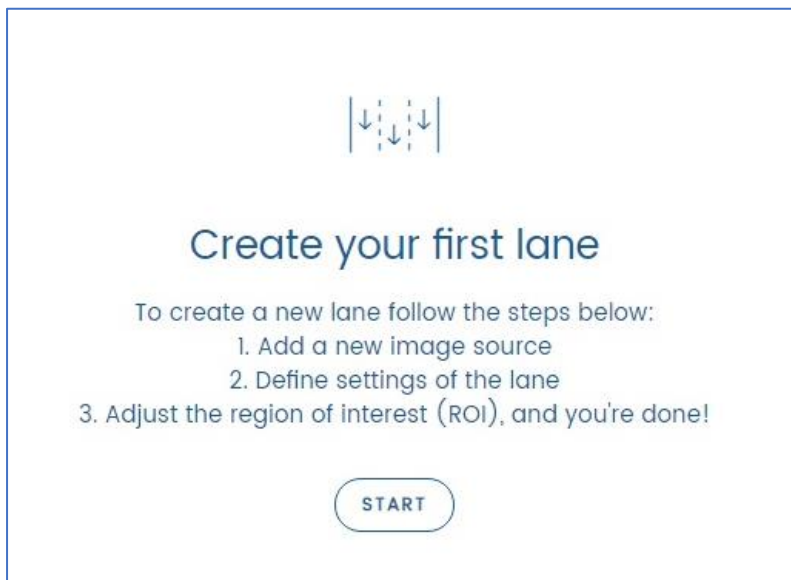 Create your first lane
To create a new lane follow the steps below:
1. Add a new image source
2. Define settings of the lane
3. Adjust the region of interest (ROI), and you're done!
START